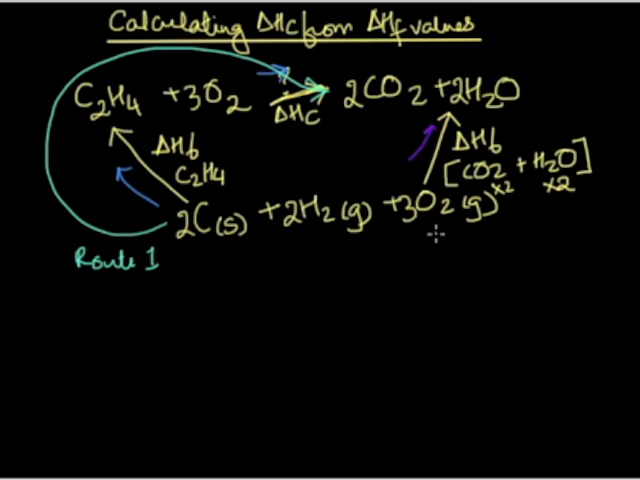 Calculating ΔHc from ΔHf values
C2H4 + 3O2 → 2CO2 + 2H2O
ΔHc
ΔHf
C2H4
ΔHf
[CO2 + H2O]
x2 x2
2C(s) + 2H2(g) + 3O2(g)
Route 1